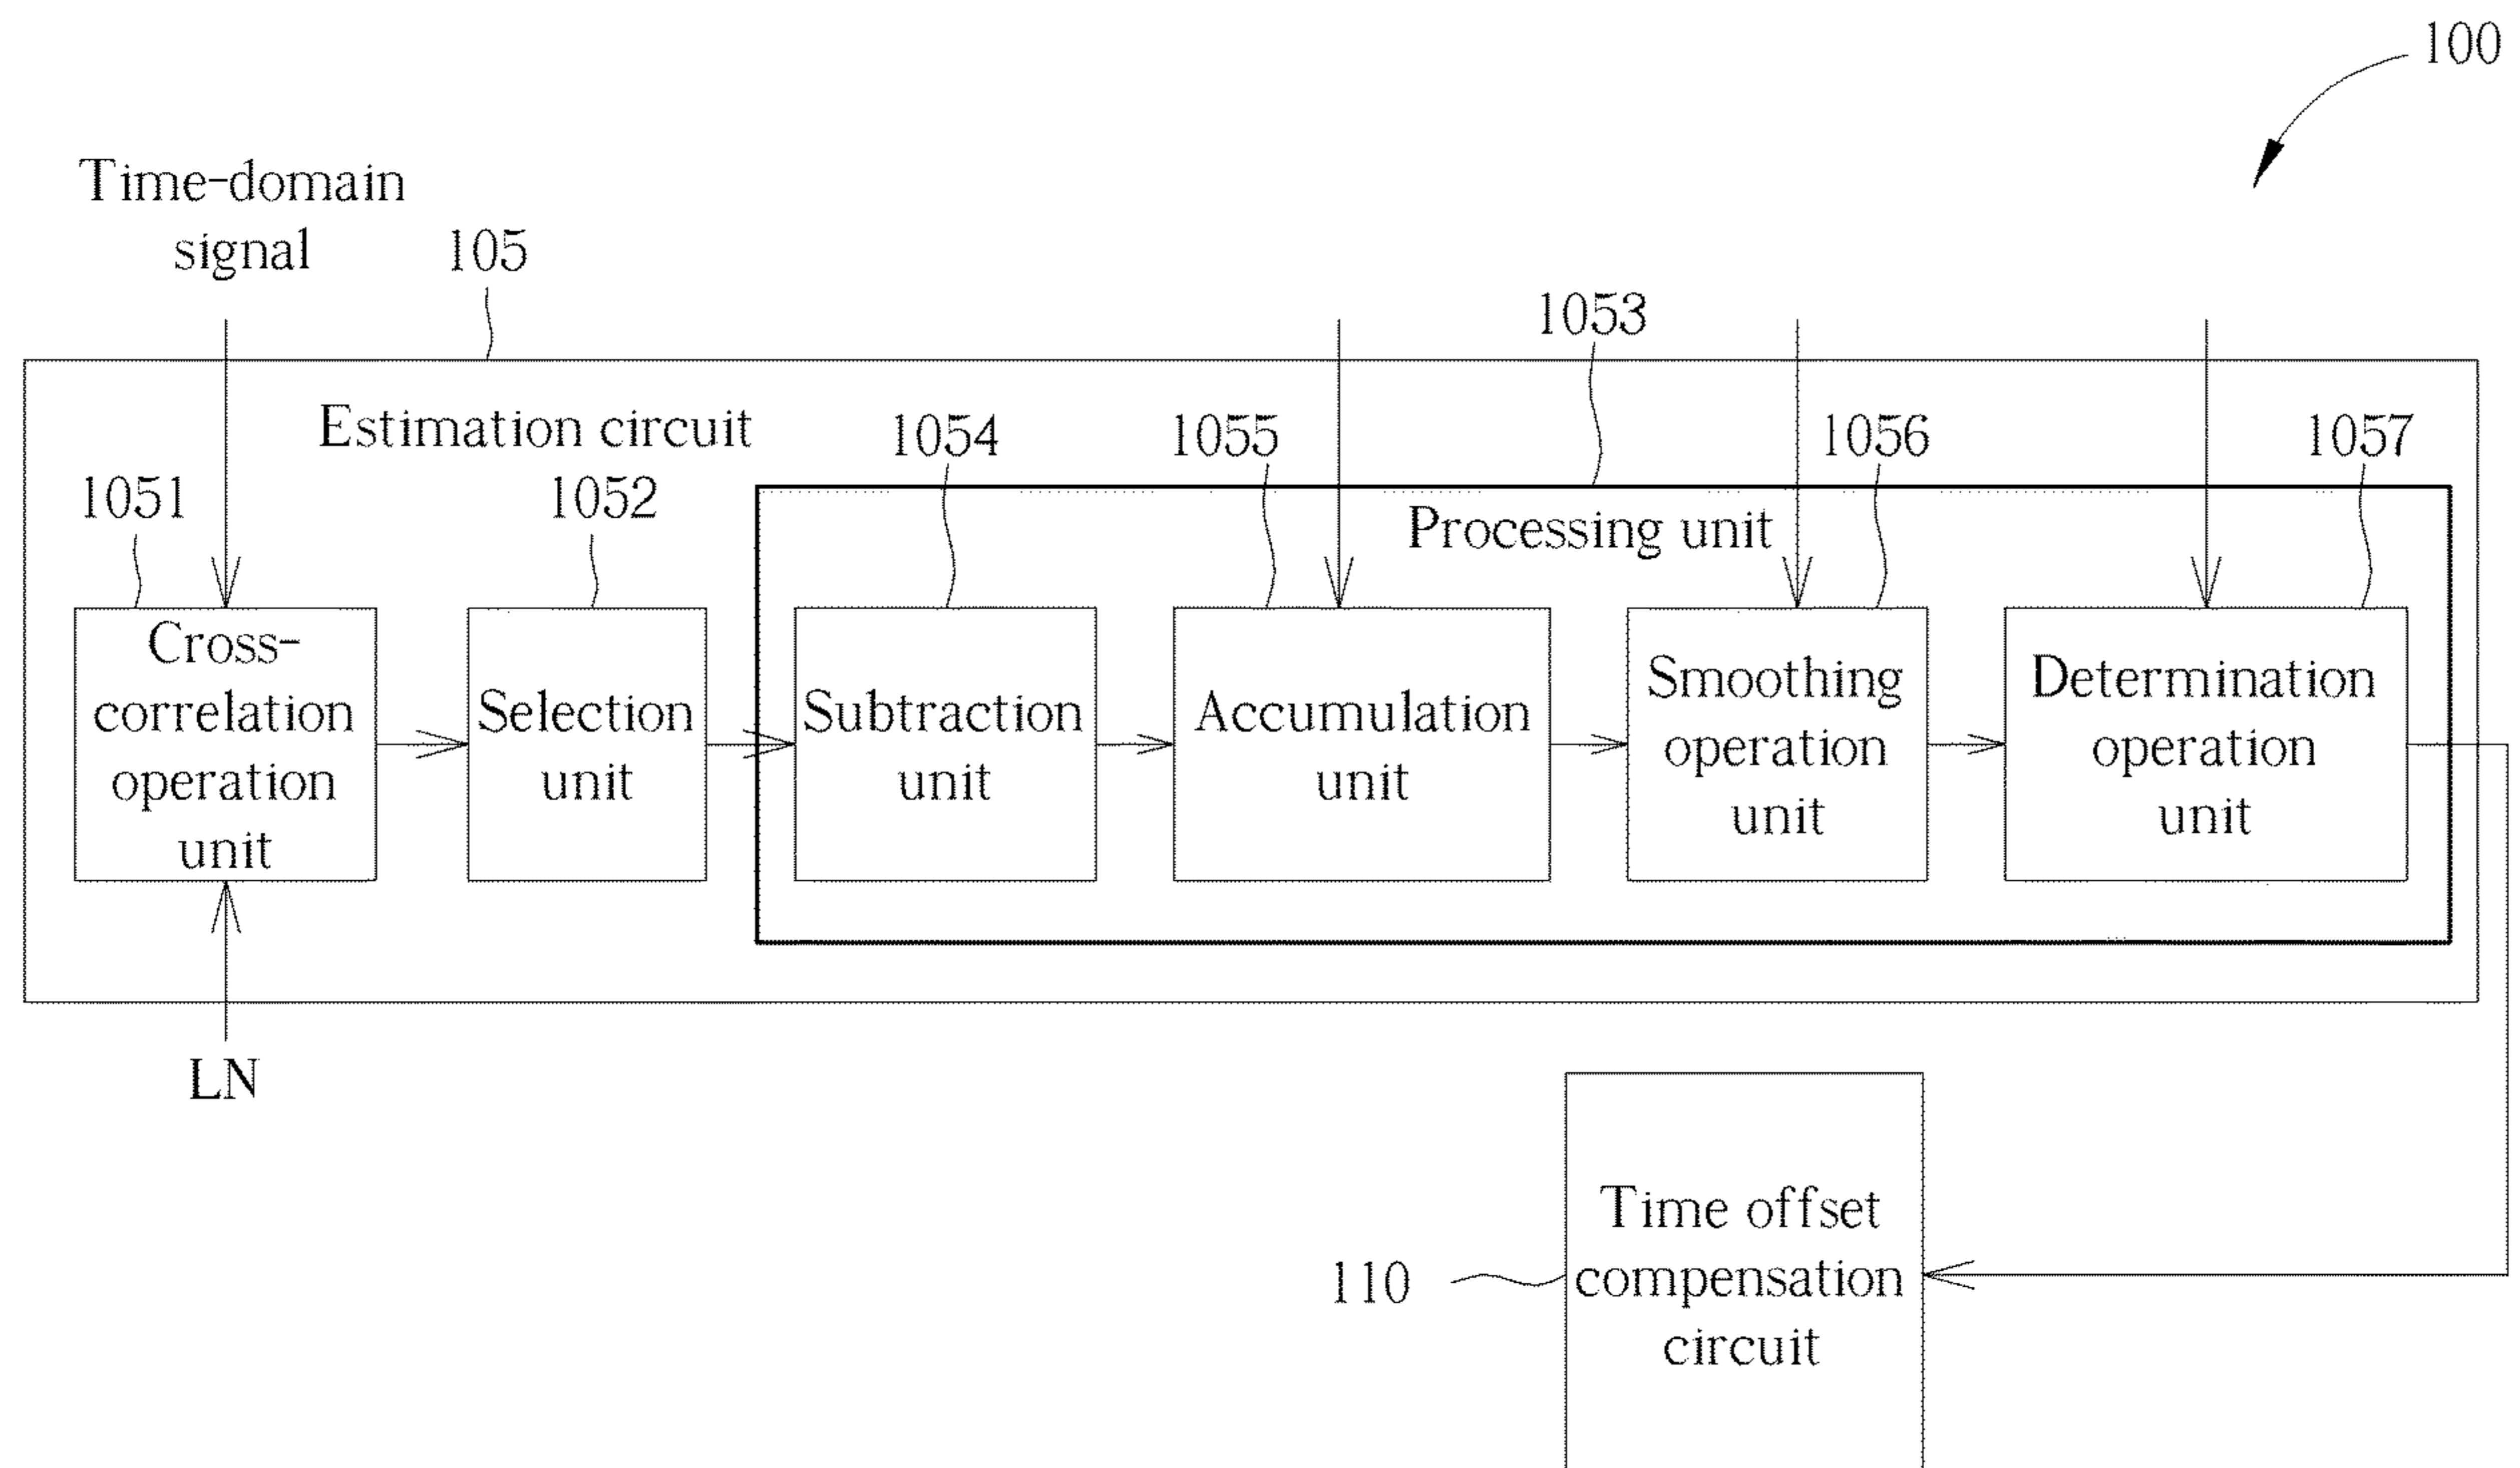 100
Time-domain
signal
105
1053
Estimation circuit
1054
1055
1056
1057
1051
1052
Processing unit
Cross-
correlation
operation
unit
Selection
unit
Subtraction
unit
Accumulation
unit
Smoothing
operation
unit
Determination
operation
unit
LN
110
Time offset
compensation
circuit